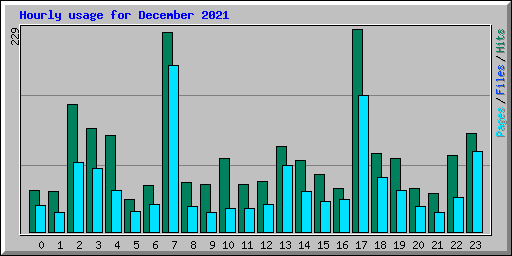 Hourly usage for December 2021
229
Pages / Files / Hits
0 1 2 3 4 5 6 7 8 9 10 11 12 13 14 15 16 17 18 19 20 21 22 23